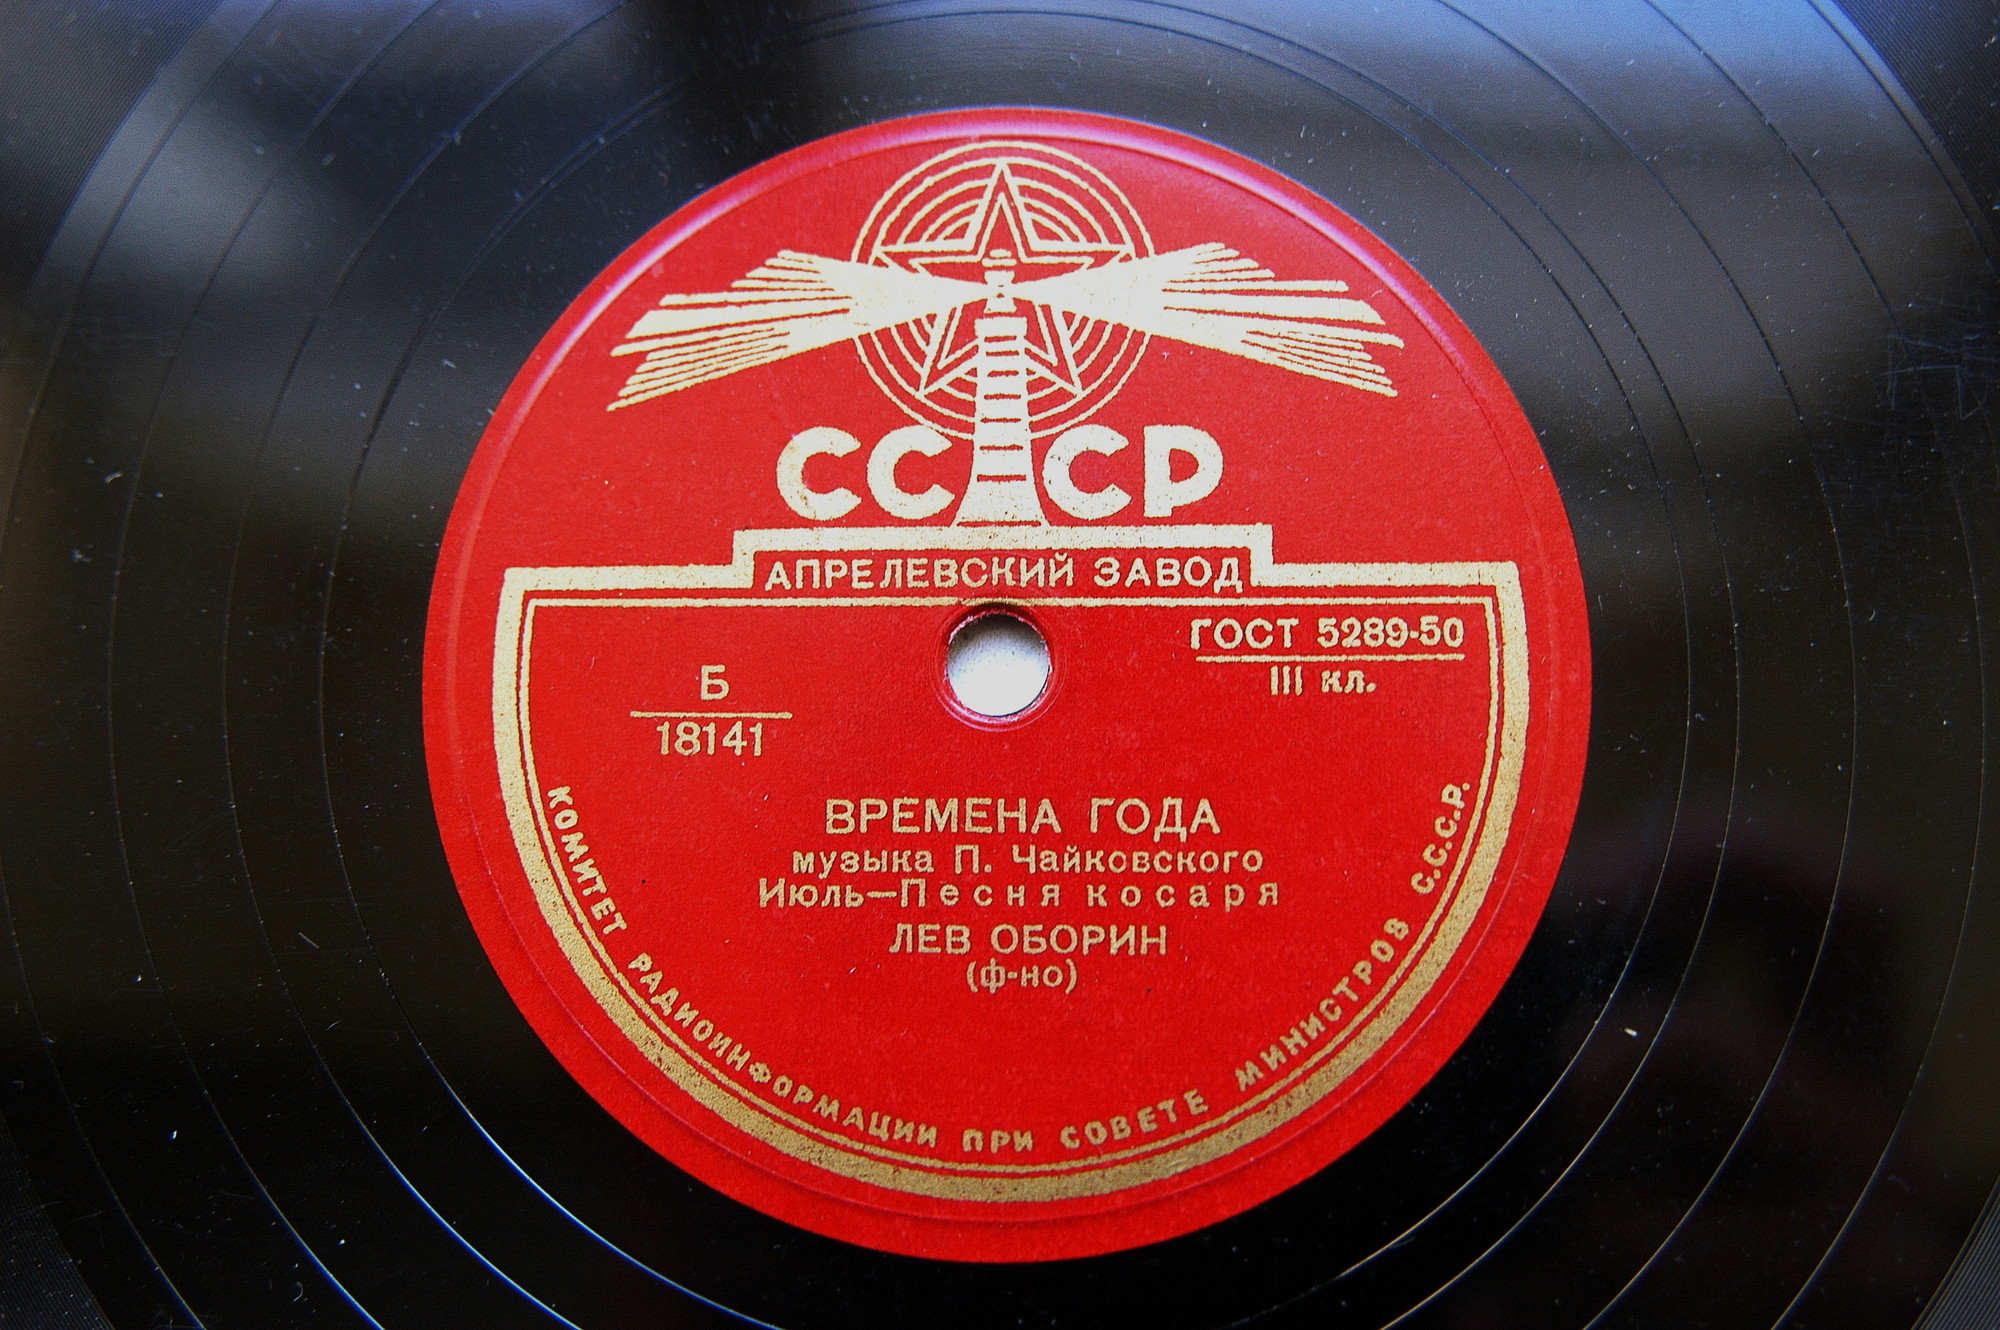 СССР
АПРЕЛЕВСКИЙ ЗАВОД
ГОСТ 5289-50
III кл.
Б
18141
ВРЕМЕНА ГОДА
музыка П. Чайковского
Июль—Песня косаря
ЛЕВ ОБОРИН
(ф-но)
КОМИТЕТ РАДИОИНФОРМАЦИИ ПРИ СОВЕТЕ МИНИСТРОВ С.С.С.Р.